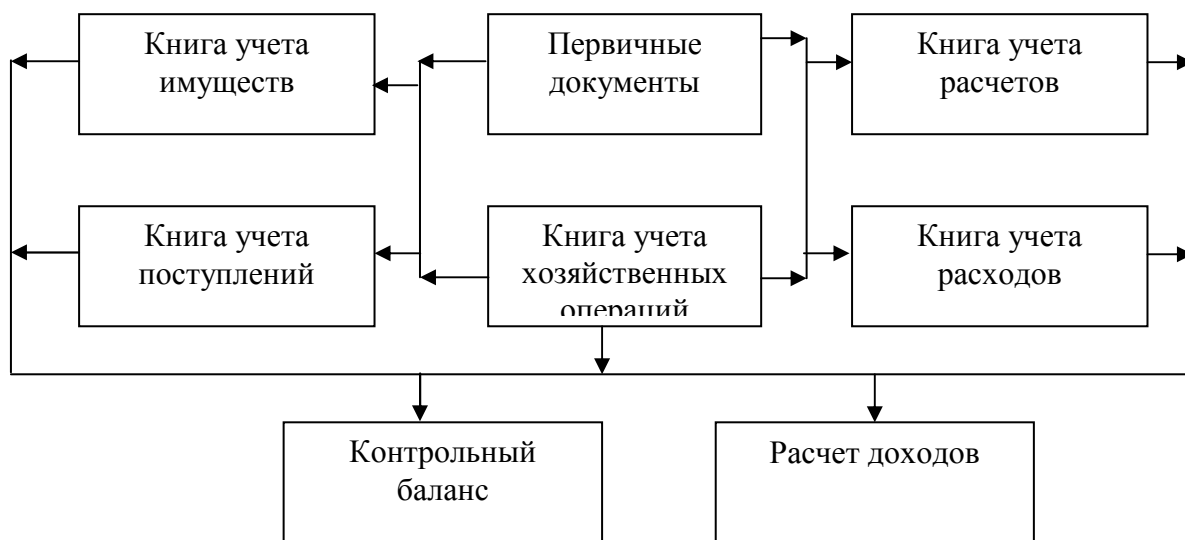 Книга учета
имуществ
Первичные
документы
Книга учета
расчетов
Книга учета
поступлений
Книга учета
хозяйственных
операций
Книга учета
расходов
Контрольный
баланс
Расчет доходов